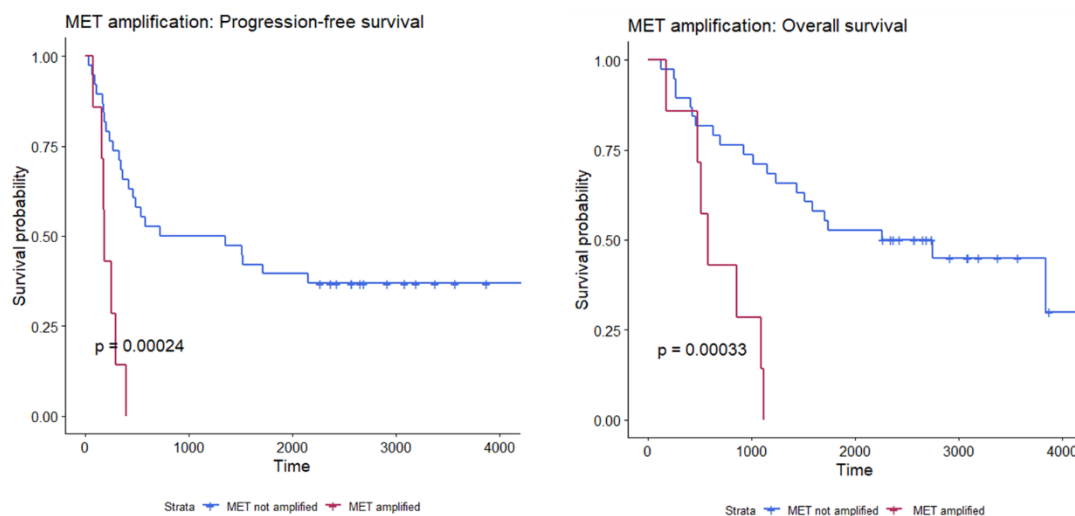 MET amplification: Progression-free survival
1.00
0.75
0.50
0.25
0.00
Survival probability
p = 0.00024
0
1000
2000
3000
4000
Time
Strata MET not amplified MET amplified
MET amplification: Overall survival
1.00
0.75
0.50
0.25
0.00
Survival probability
p = 0.00033
0
1000
2000
3000
4000
Time
Strata MET not amplified MET amplified